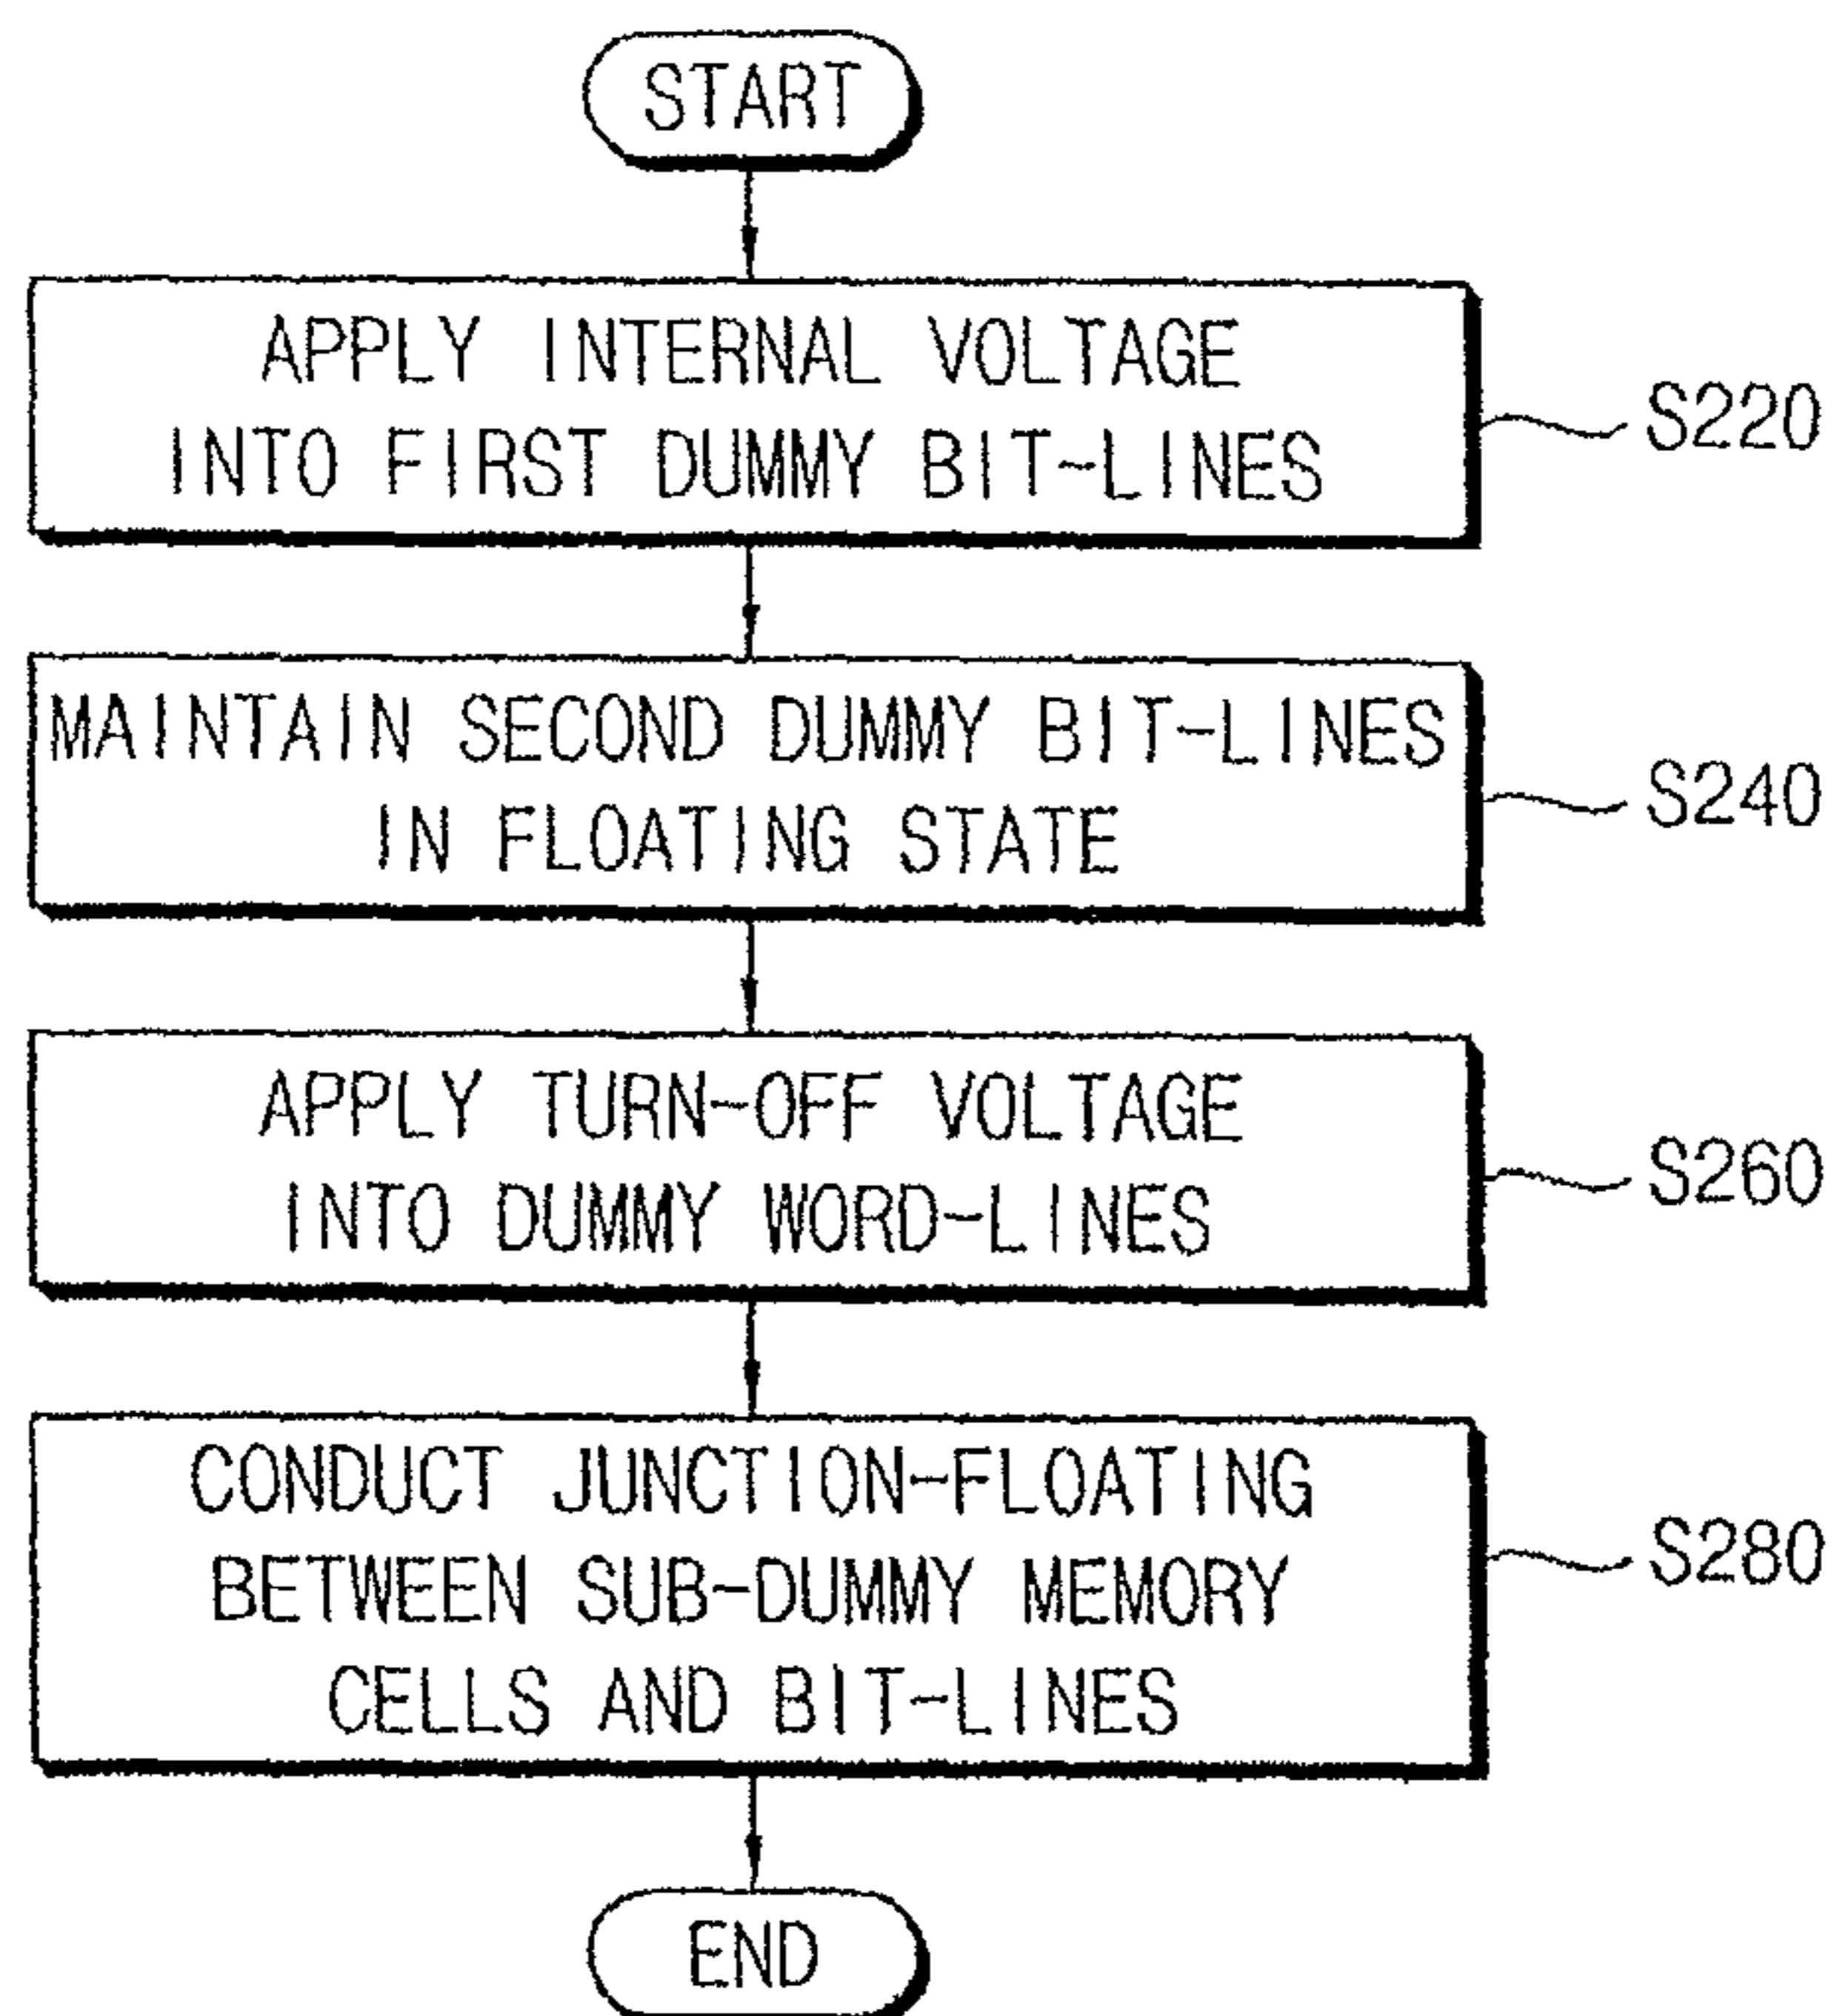 START
APPLY INTERNAL VOLTAGE
INTO FIRST DUMMY BIT-LINES
S220
MAINTAIN SECOND DUMMY BIT-LINES
IN FLOATING STATE
S240
APPLY TURN-OFF VOLTAGE
INTO DUMMY WORD-LINES
S260
CONDUCT JUNCTION-FLOATING
BETWEEN SUB-DUMMY MEMORY
CELLS AND BIT-LINES
S280
END